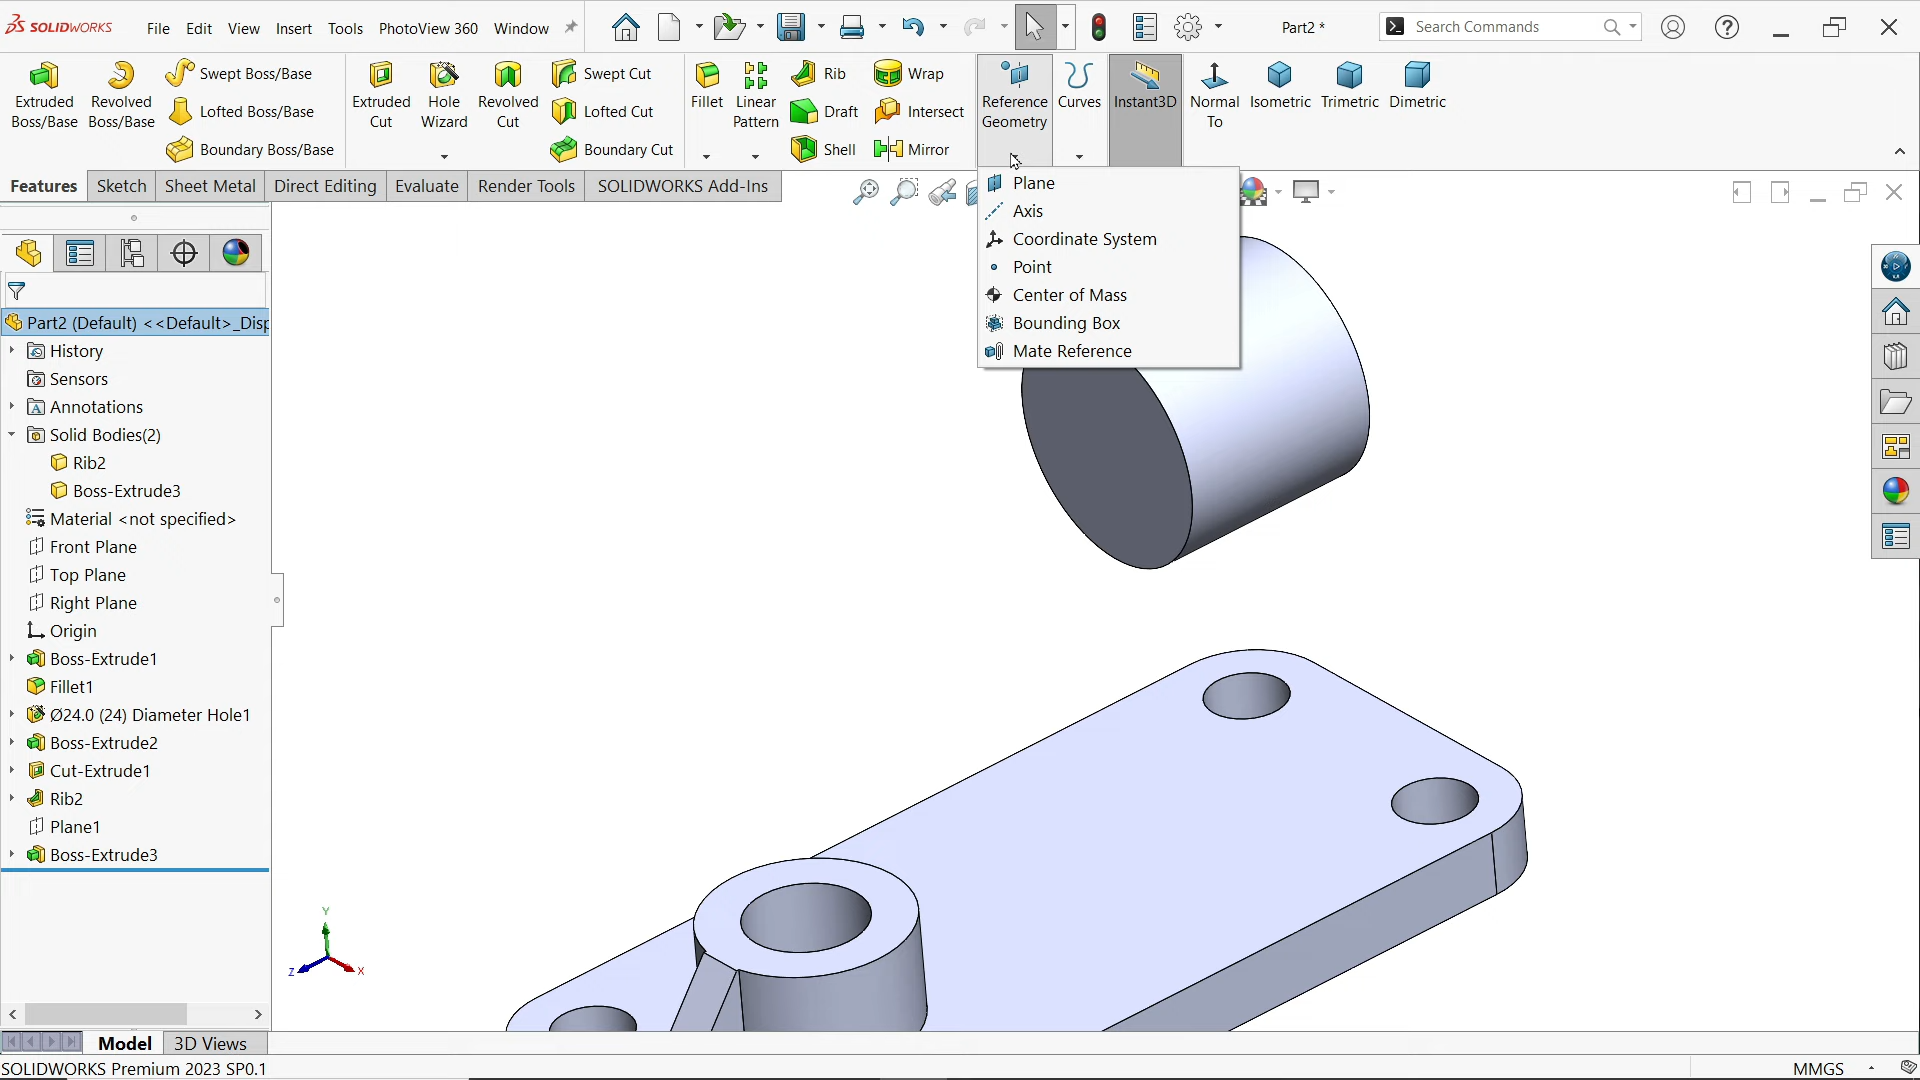 SOLIDWORKS
File Edit View Insert Tools PhotoView 360 Window
Part2 *
Search Commands
Extruded Boss/Base
Revolved Boss/Base
Swept Boss/Base
Lofted Boss/Base
Boundary Boss/Base
Extruded Cut
Hole Wizard
Revolved Cut
Swept Cut
Lofted Cut
Boundary Cut
Fillet
Linear Pattern
Rib
Draft
Shell
Wrap
Intersect
Mirror
Reference Geometry
Curves
Instant3D
Normal To
Isometric
Trimetric
Dimetric
Features Sketch Sheet Metal Direct Editing Evaluate Render Tools SOLIDWORKS Add-Ins
Plane
Axis
Coordinate System
Point
Center of Mass
Bounding Box
Mate Reference
Part2 (Default) <<Default>_Disp
History
Sensors
Annotations
Solid Bodies(2)
Rib2
Boss-Extrude3
Material <not specified>
Front Plane
Top Plane
Right Plane
Origin
Boss-Extrude1
Fillet1
Ø24.0 (24) Diameter Hole1
Boss-Extrude2
Cut-Extrude1
Rib2
Plane1
Boss-Extrude3
Y
Z
X
Model 3D Views
SOLIDWORKS Premium 2023 SP0.1
MMGS